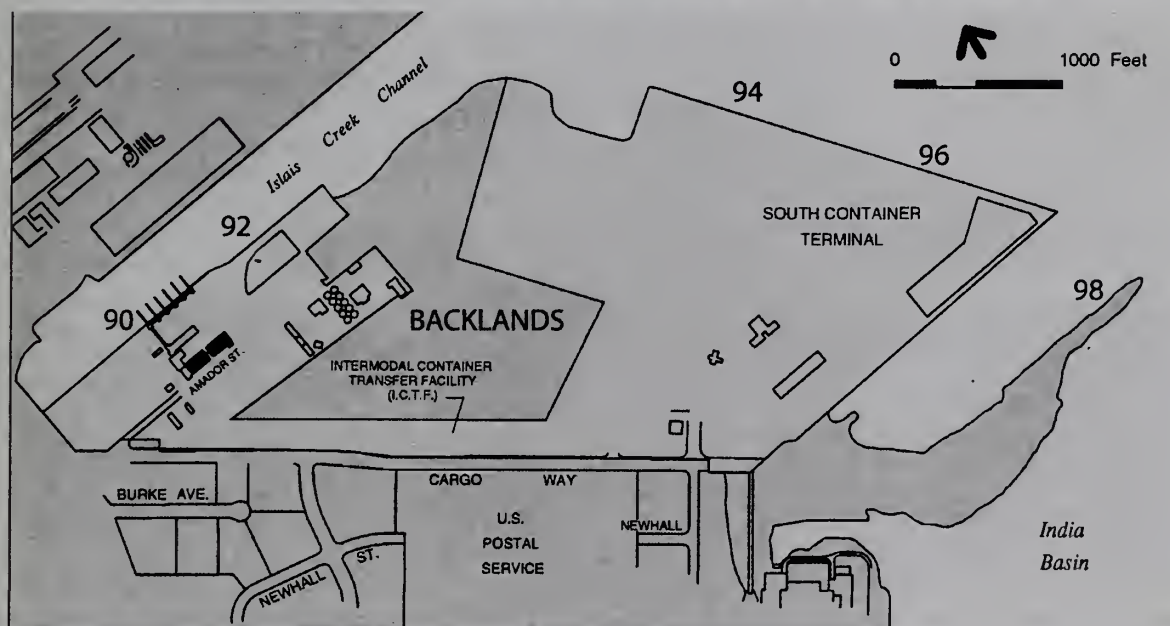 0 1000 Feet
94
Islais Creek Channel
96
SOUTH CONTAINER
TERMINAL
92
98
90
BACKLANDS
AMADOR ST.
INTERMODAL CONTAINER
TRANSFER FACILITY
(I.C.T.F.)
CARGO WAY
BURKE AVE.
U.S.
POSTAL
SERVICE
NEWHALL
India
Basin
NEWHALL ST.